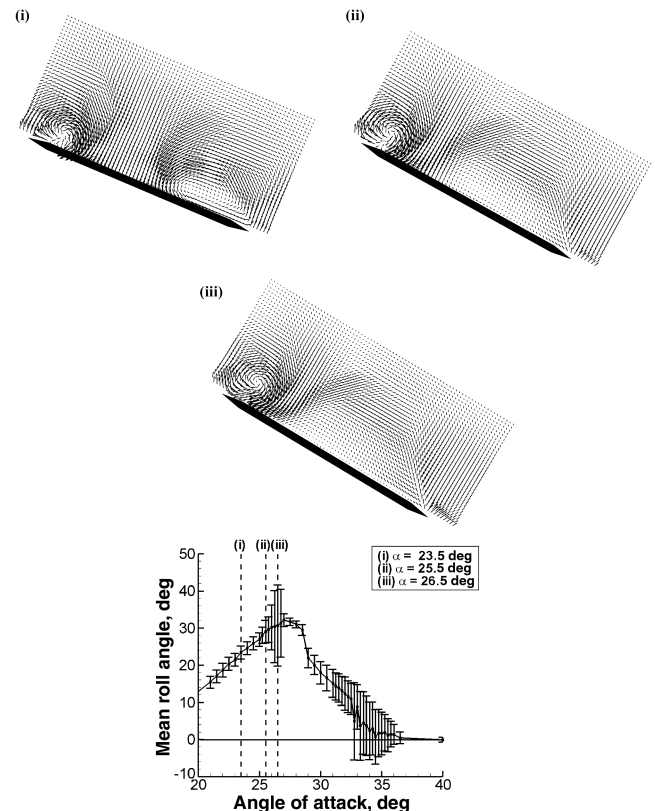 (i)
(ii)
(iii)
(i) (ii) (iii)
(i) α = 23.5 deg
(ii) α = 25.5 deg
(iii) α = 26.5 deg
50
40
30
20
10
0
-10
Mean roll angle, deg
20 25 30 35 40
Angle of attack, deg